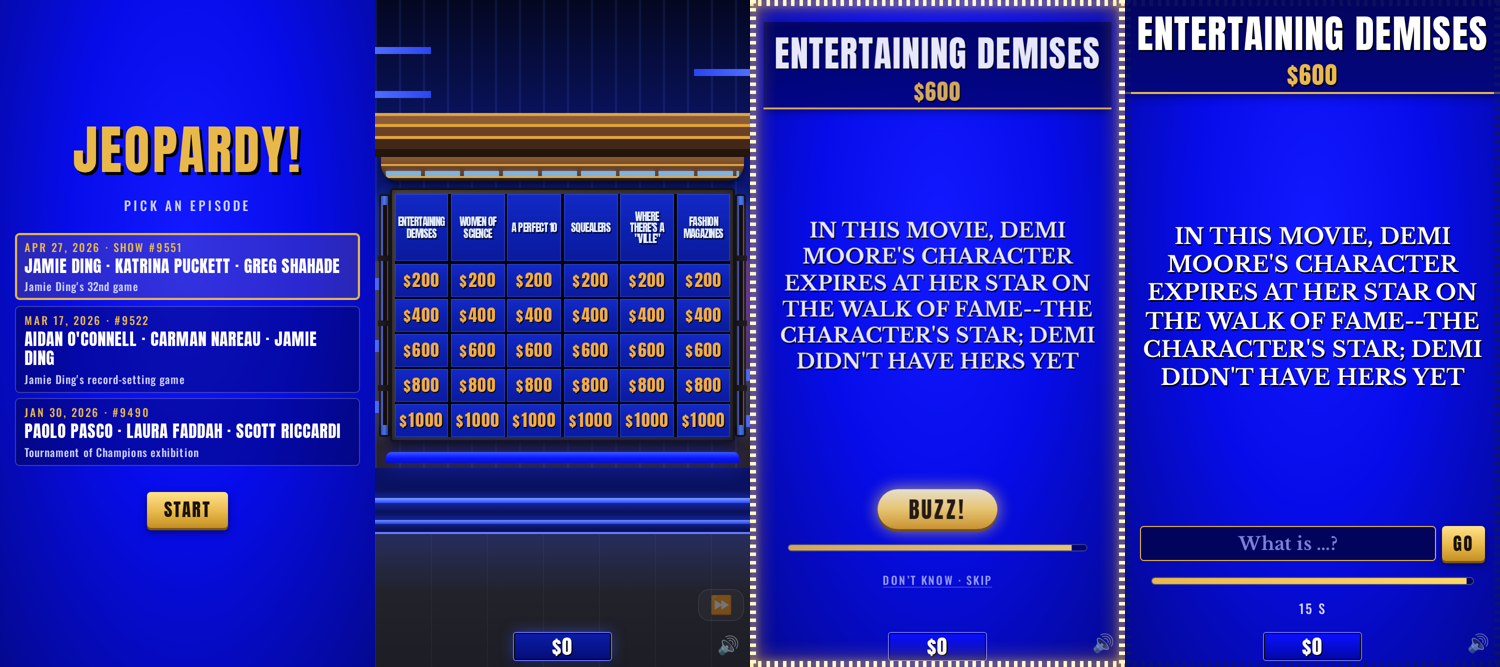 JEOPARDY!
PICK AN EPISODE
APR 27, 2026 · SHOW #9551
JAMIE DING · KATRINA PUCKETT · GREG SHAHADE
Jamie Ding's 32nd game
MAR 17, 2026 · #9522
AIDAN O'CONNELL · CARMAN NAREAU · JAMIE
DING
Jamie Ding's record-setting game
JAN 30, 2026 · #9490
PAOLO PASCO · LAURA FADDAH · SCOTT RICCARDI
Tournament of Champions exhibition
START
ENTERTAINING
DEMISES
WOMEN OF
SCIENCE
A PERFECT 10
SQUEALERS
WHERE
THERE'S A
"VILLE"
FASHION
MAGAZINES
$200 $200 $200 $200 $200 $200
$400 $400 $400 $400 $400 $400
$600 $600 $600 $600 $600 $600
$800 $800 $800 $800 $800 $800
$1000 $1000 $1000 $1000 $1000 $1000
$0
ENTERTAINING DEMISES
$600
IN THIS MOVIE, DEMI
MOORE'S CHARACTER
EXPIRES AT HER STAR ON
THE WALK OF FAME--THE
CHARACTER'S STAR; DEMI
DIDN'T HAVE HERS YET
BUZZ!
DON'T KNOW · SKIP
$0
ENTERTAINING DEMISES
$600
IN THIS MOVIE, DEMI
MOORE'S CHARACTER
EXPIRES AT HER STAR ON
THE WALK OF FAME--THE
CHARACTER'S STAR; DEMI
DIDN'T HAVE HERS YET
What is ...?
GO
15 S
$0